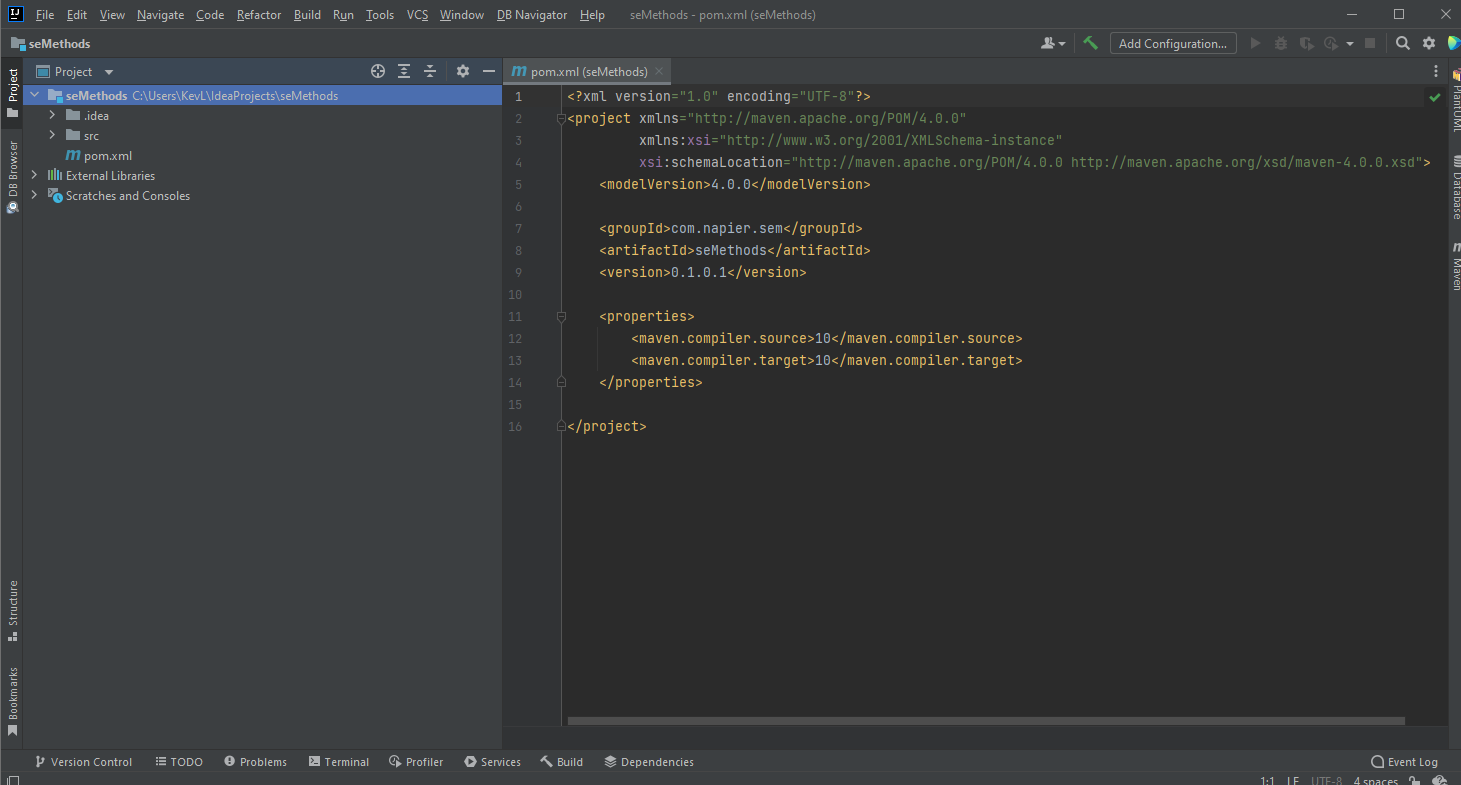 IJ
File Edit View Navigate Code Refactor Build Run Tools VCS Window DB Navigator Help seMethods - pom.xml (seMethods)
seMethods
Add Configuration...
Project
Project
m pom.xml (seMethods)
seMethods C:\Users\KevL\IdeaProjects\seMethods
.idea
src
m pom.xml
External Libraries
Scratches and Consoles
DB Browser
Structure
Bookmarks
1 <?xml version="1.0" encoding="UTF-8"?>
2 <project xmlns="http://maven.apache.org/POM/4.0.0"
3 xmlns:xsi="http://www.w3.org/2001/XMLSchema-instance"
4 xsi:schemaLocation="http://maven.apache.org/POM/4.0.0 http://maven.apache.org/xsd/maven-4.0.0.xsd">
5 <modelVersion>4.0.0</modelVersion>
6
7 <groupId>com.napier.sem</groupId>
8 <artifactId>seMethods</artifactId>
9 <version>0.1.0.1</version>
10
11 <properties>
12 <maven.compiler.source>10</maven.compiler.source>
13 <maven.compiler.target>10</maven.compiler.target>
14 </properties>
15
16 </project>
PlantUML
Database
m Maven
Version Control TODO Problems Terminal Profiler Services Build Dependencies Event Log
1:1 LF UTF-8 4 spaces